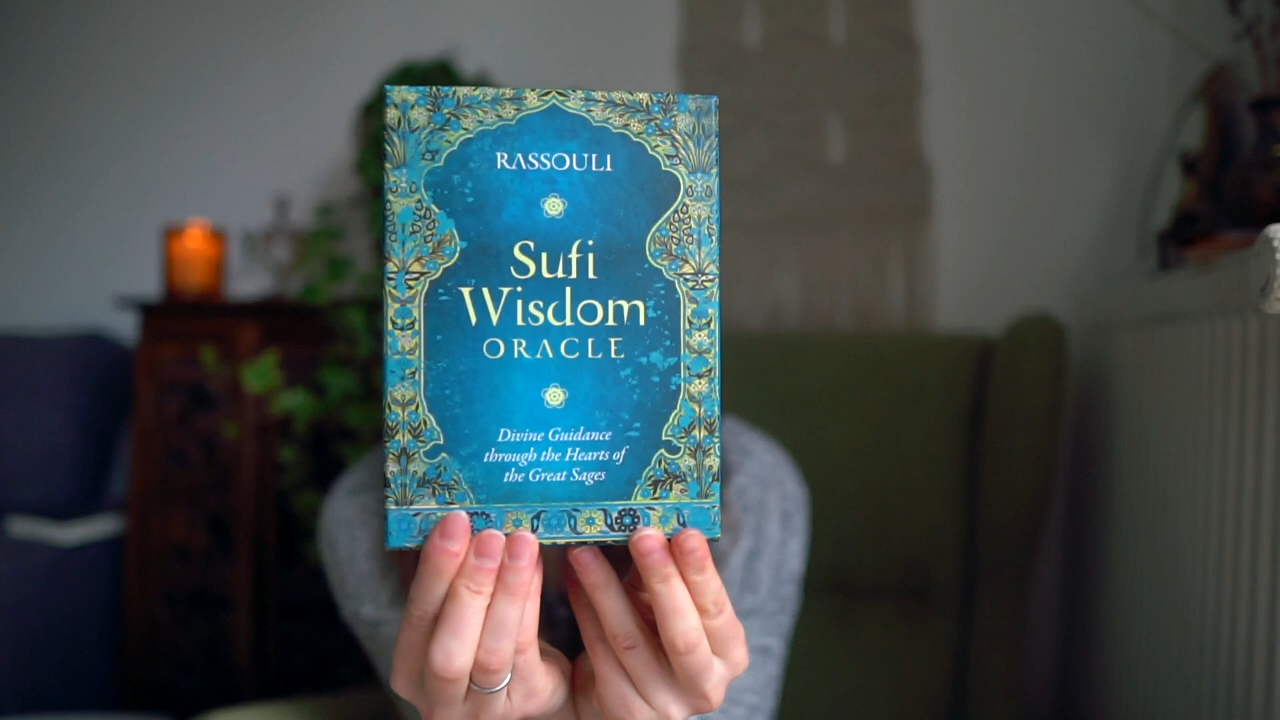 RASSOULI
Sufi
Wisdom
ORACLE
Divine Guidance
through the Hearts of
the Great Sages